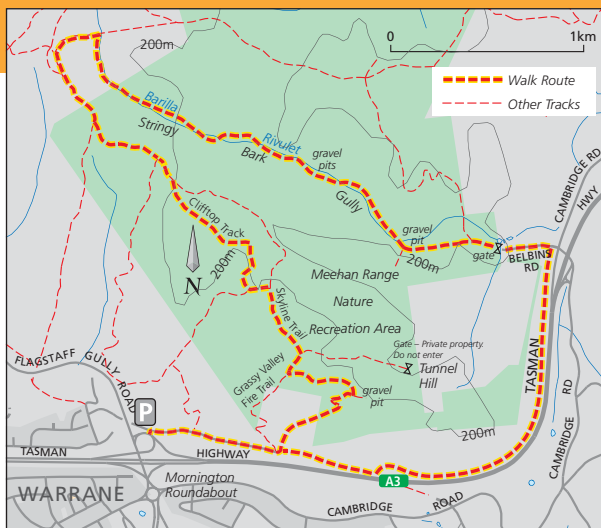 200m
0
1km
Walk Route
Other Tracks
Barilla
Rivulet
Stringy
Bark
Gully
gravel
pits
CAMBRIDGE RD
HWY
Clifftop Track
gravel
pit
200m
gate
BELBINS
RD
200m
N
Meehan Range
Nature
Recreation Area
Skyline Trail
Gate – Private property.
Do not enter
Tunnel
Hill
Grassy Valley
Fire Trail
gravel
pit
FLAGSTAFF
GULLY
ROAD
P
TASMAN
CAMBRIDGE
RD
200m
TASMAN
HIGHWAY
A3
Mornington
Roundabout
WARRANE
CAMBRIDGE
ROAD